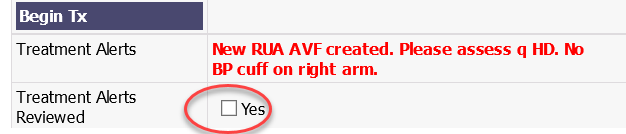 Begin Tx
Treatment Alerts
New RUA AVF created. Please assess q HD. No
BP cuff on right arm.
Treatment Alerts
Reviewed
Yes